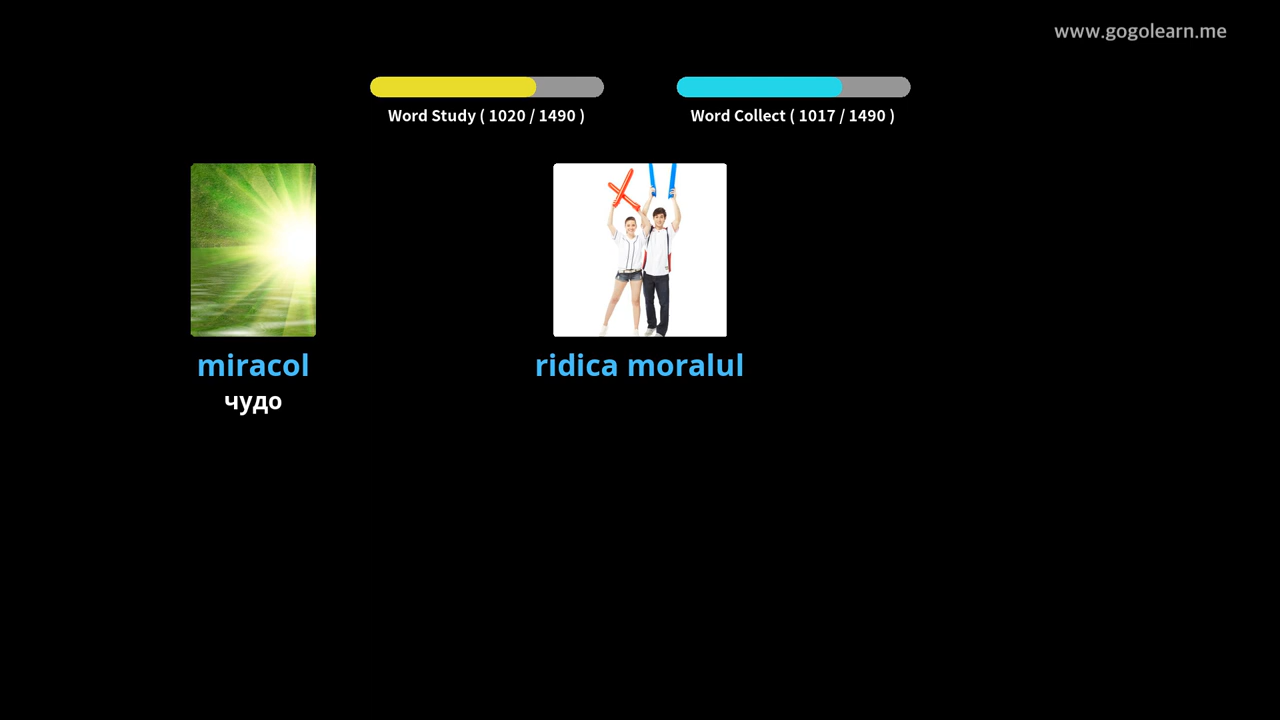 www.gogolearn.me
Word Study ( 1020 / 1490 )
Word Collect ( 1017 / 1490 )
miracol
чудо
ridica moralul